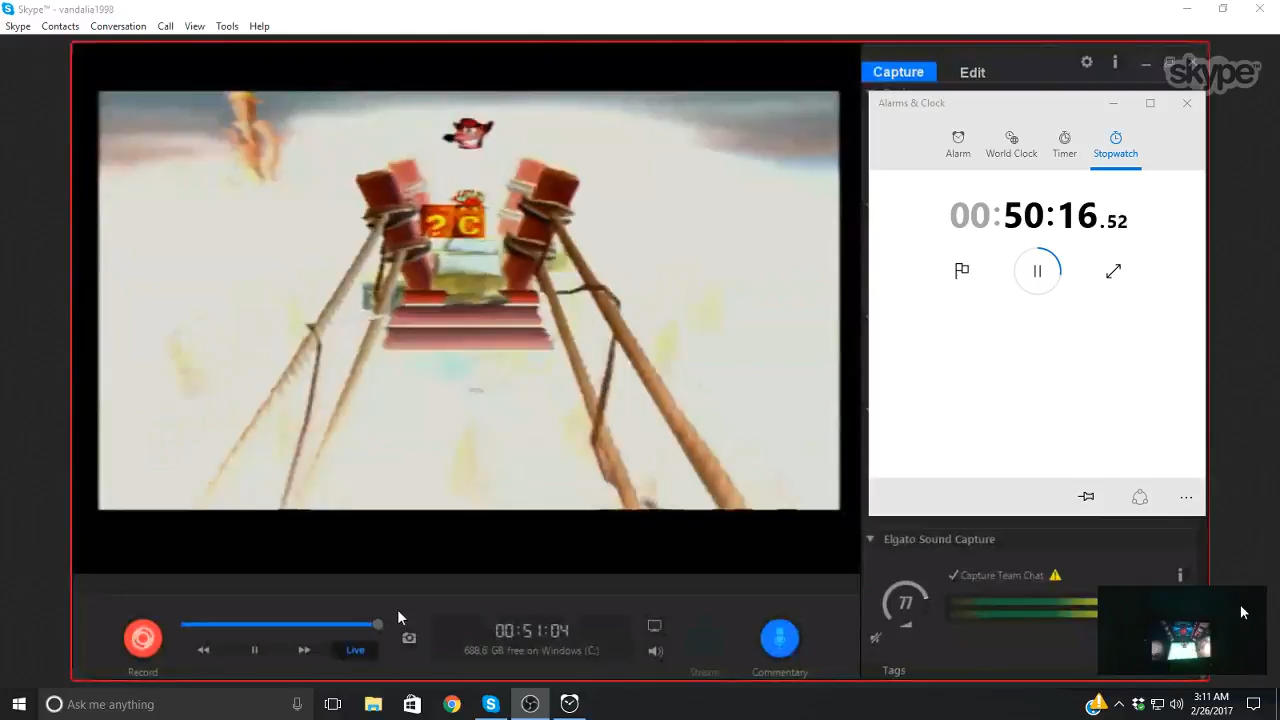 Skype™ - vandalia1998
Skype Contacts Conversation Call View Tools Help
Capture Edit
skype™
Alarms & Clock
Alarm World Clock Timer Stopwatch
00:50:16.52
? C
Elgato Sound Capture
Capture Team Chat
77
00:51:04
688.6 GB free on Windows (C:)
Live
Record
Stream
Commentary
Tags
Ask me anything
3:11 AM
2/26/2017